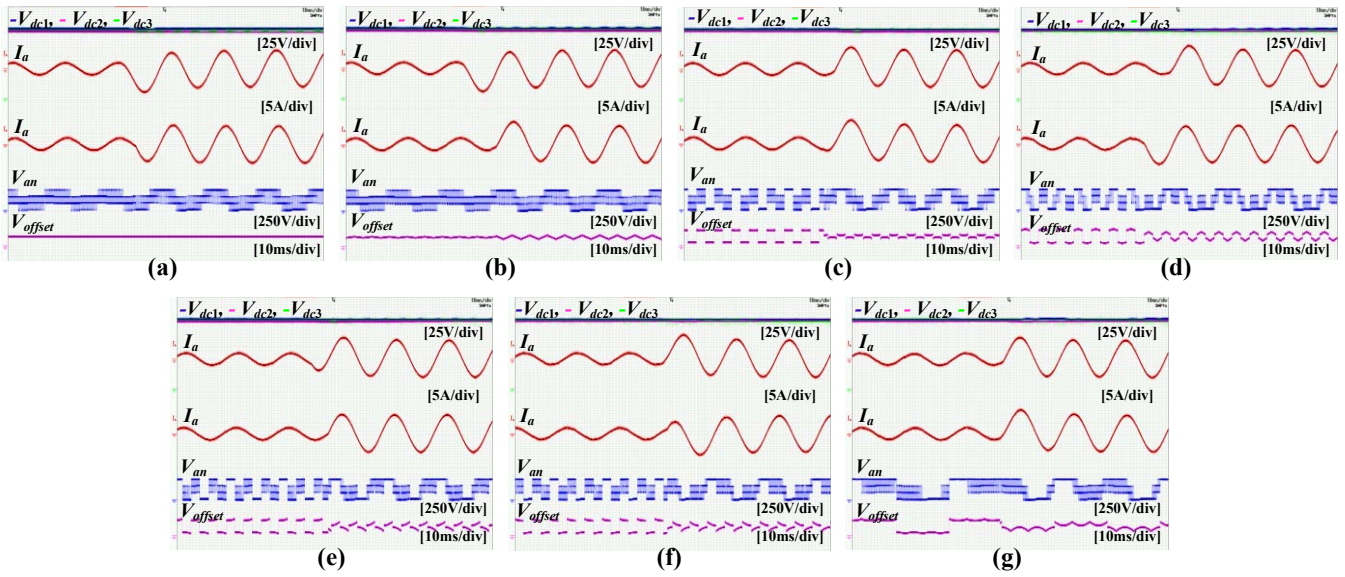 Vdc1, Vdc2, Vdc3
[25V/div]
Ia
[5A/div]
Ia
Van
[250V/div]
Voffset
[10ms/div]
(a)
Vdc1, Vdc2, Vdc3
[25V/div]
Ia
[5A/div]
Ia
Van
[250V/div]
Voffset
[10ms/div]
(b)
Vdc1, Vdc2, Vdc3
[25V/div]
Ia
[5A/div]
Ia
Van
[250V/div]
Voffset
[10ms/div]
(c)
Vdc1, Vdc2, Vdc3
[25V/div]
Ia
[5A/div]
Ia
Van
[250V/div]
Voffset
[10ms/div]
(d)
Vdc1, Vdc2, Vdc3
[25V/div]
Ia
[5A/div]
Ia
Van
[250V/div]
Voffset
[10ms/div]
(e)
Vdc1, Vdc2, Vdc3
[25V/div]
Ia
[5A/div]
Ia
Van
[250V/div]
Voffset
[10ms/div]
(f)
Vdc1, Vdc2, Vdc3
[25V/div]
Ia
[5A/div]
Ia
Van
[250V/div]
Voffset
[10ms/div]
(g)